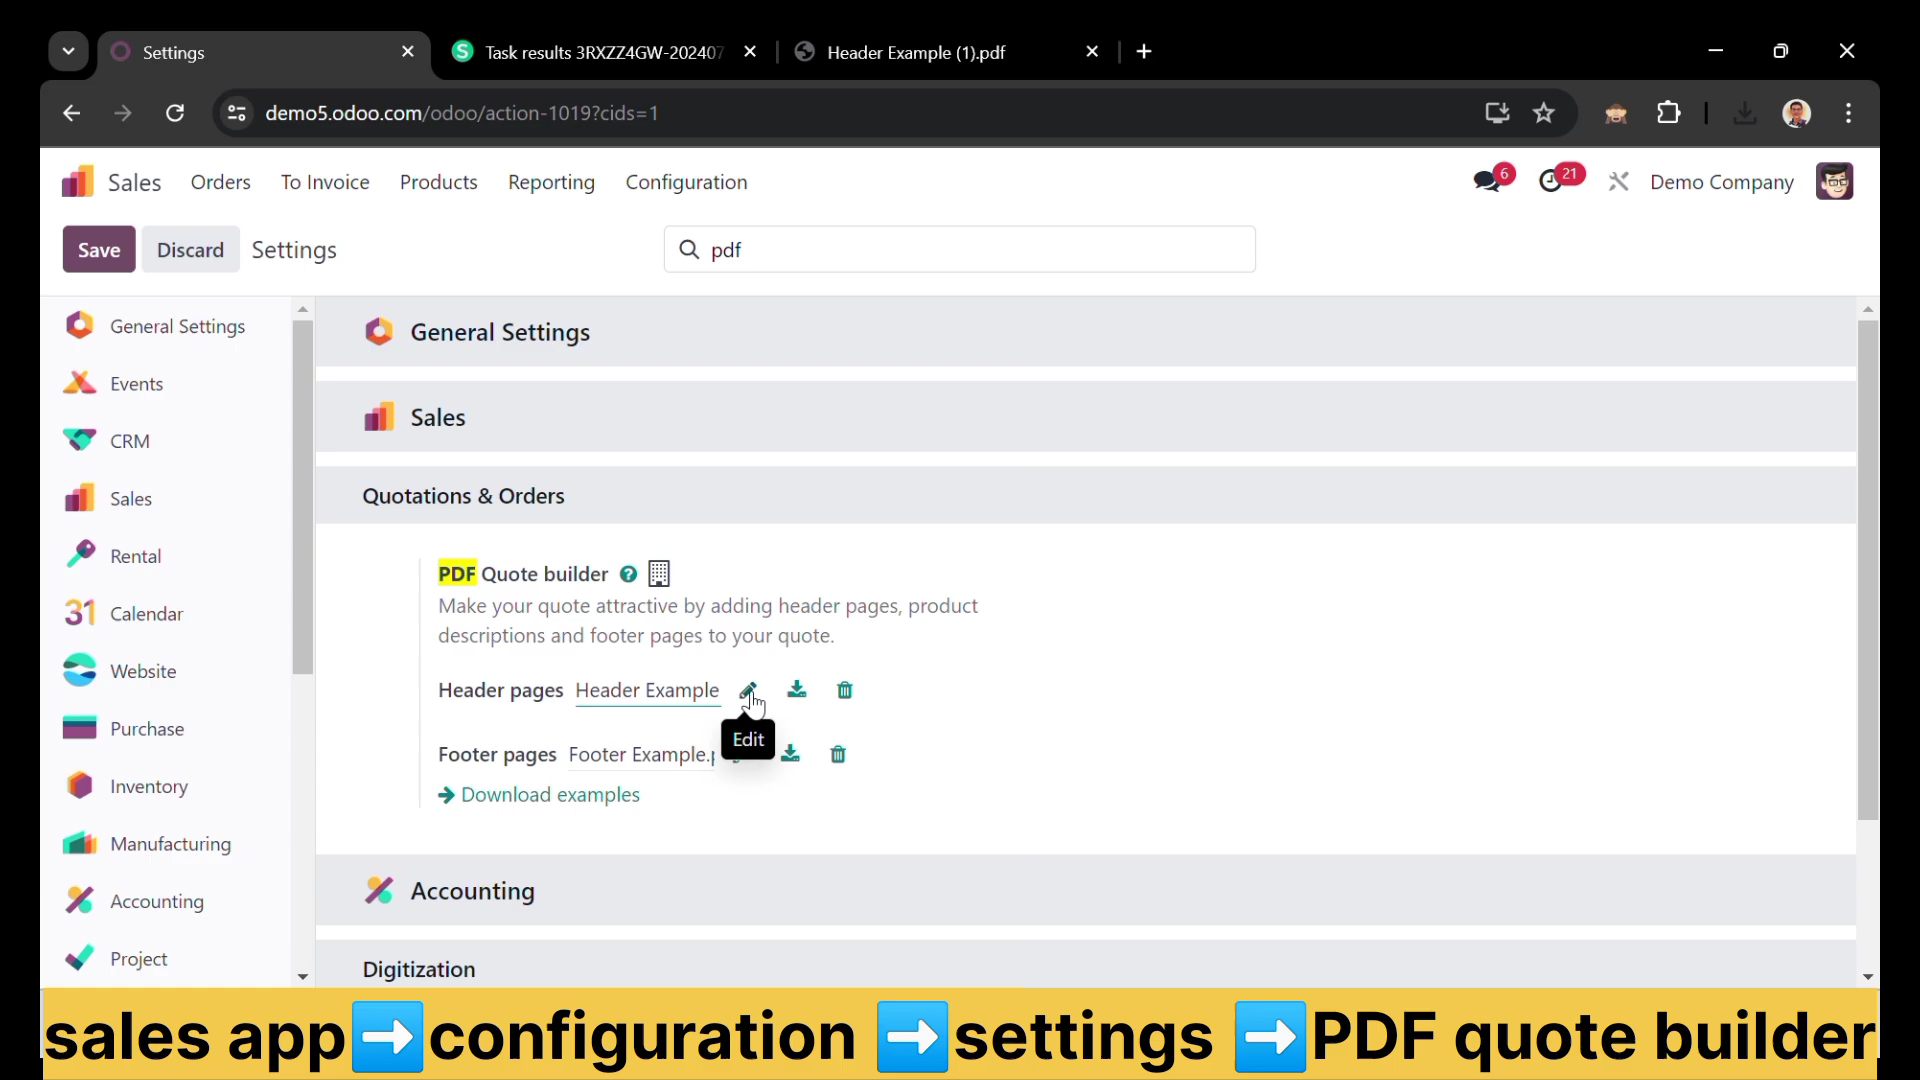 Settings
Task results 3RXZZ4GW-202407
Header Example (1).pdf
demo5.odoo.com/odoo/action-1019?cids=1
Sales Orders To Invoice Products Reporting Configuration
6 21 Demo Company
Save Discard Settings
pdf
General Settings
Events
CRM
Sales
Rental
31 Calendar
Website
Purchase
Inventory
Manufacturing
Accounting
Project
General Settings
Sales
Quotations & Orders
PDF Quote builder ?
Make your quote attractive by adding header pages, product
descriptions and footer pages to your quote.
Header pages Header Example
Edit
Footer pages Footer Example.
Download examples
Accounting
Digitization
sales app➡️configuration ➡️settings ➡️PDF quote builder